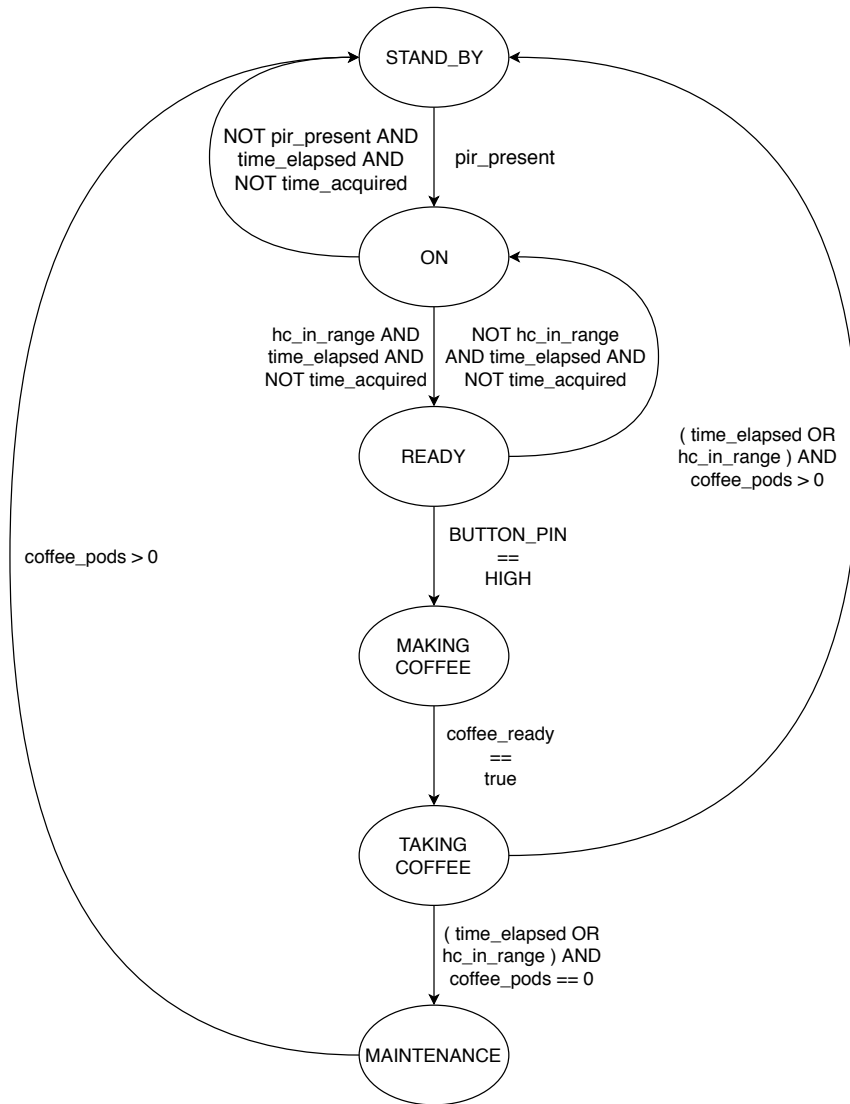 STAND_BY
NOT pir_present AND
time_elapsed AND
NOT time_acquired
pir_present
ON
hc_in_range AND
time_elapsed AND
NOT time_acquired
NOT hc_in_range
AND time_elapsed AND
NOT time_acquired
READY
( time_elapsed OR
hc_in_range ) AND
coffee_pods > 0
coffee_pods > 0
BUTTON_PIN
==
HIGH
MAKING
COFFEE
coffee_ready
==
true
TAKING
COFFEE
( time_elapsed OR
hc_in_range ) AND
coffee_pods == 0
MAINTENANCE